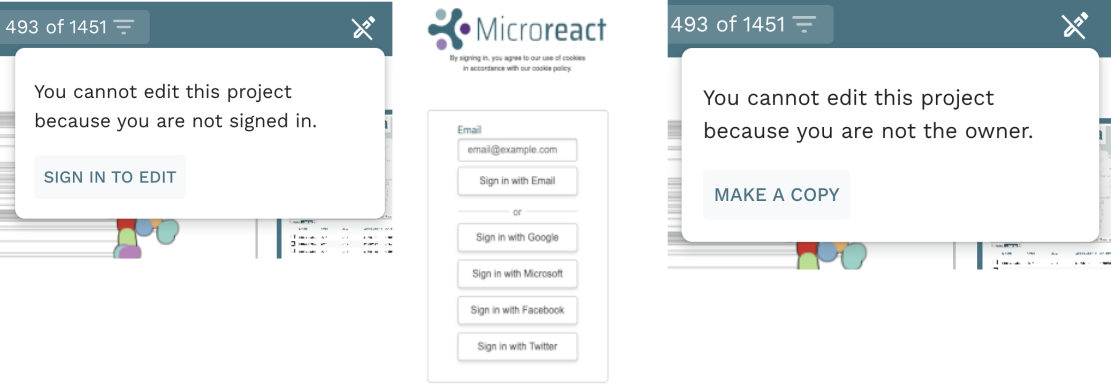 493 of 1451
You cannot edit this project
because you are not signed in.
SIGN IN TO EDIT
Microreact
By signing in, you agree to our use of cookies
in accordance with our cookie policy.
Email
email@example.com
Sign in with Email
or
Sign in with Google
Sign in with Microsoft
Sign in with Facebook
Sign in with Twitter
493 of 1451
You cannot edit this project
because you are not the owner.
MAKE A COPY